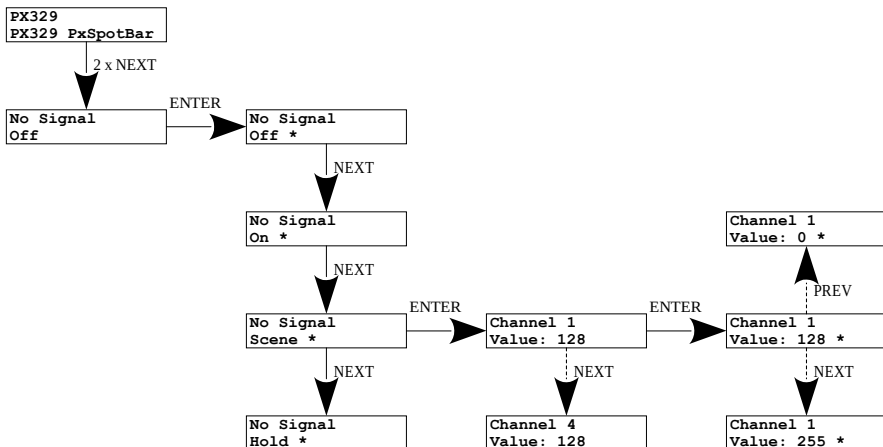 PX329
PX329 PxSpotBar
2 x NEXT
No Signal
Off
ENTER
No Signal
Off *
NEXT
No Signal
On *
NEXT
No Signal
Scene *
ENTER
Channel 1
Value: 128
ENTER
Channel 1
Value: 128 *
PREV
Channel 1
Value: 0 *
NEXT
No Signal
Hold *
NEXT
Channel 4
Value: 128
NEXT
Channel 1
Value: 255 *